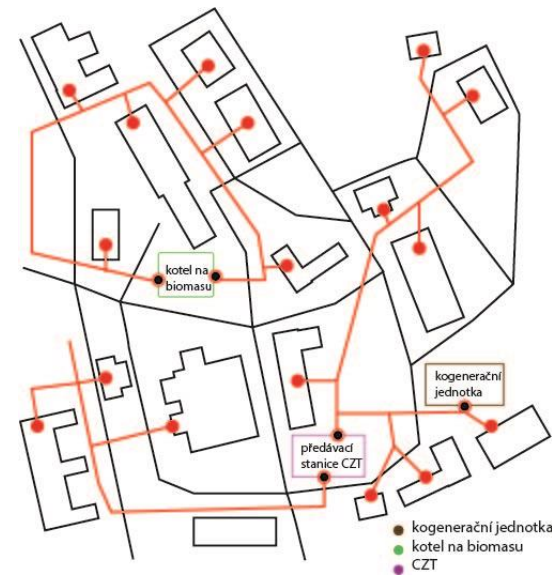 kotel na
biomasu
kogenerační
jednotka
předávací
stanice CZT
kogenerační jednotka
kotel na biomasu
CZT